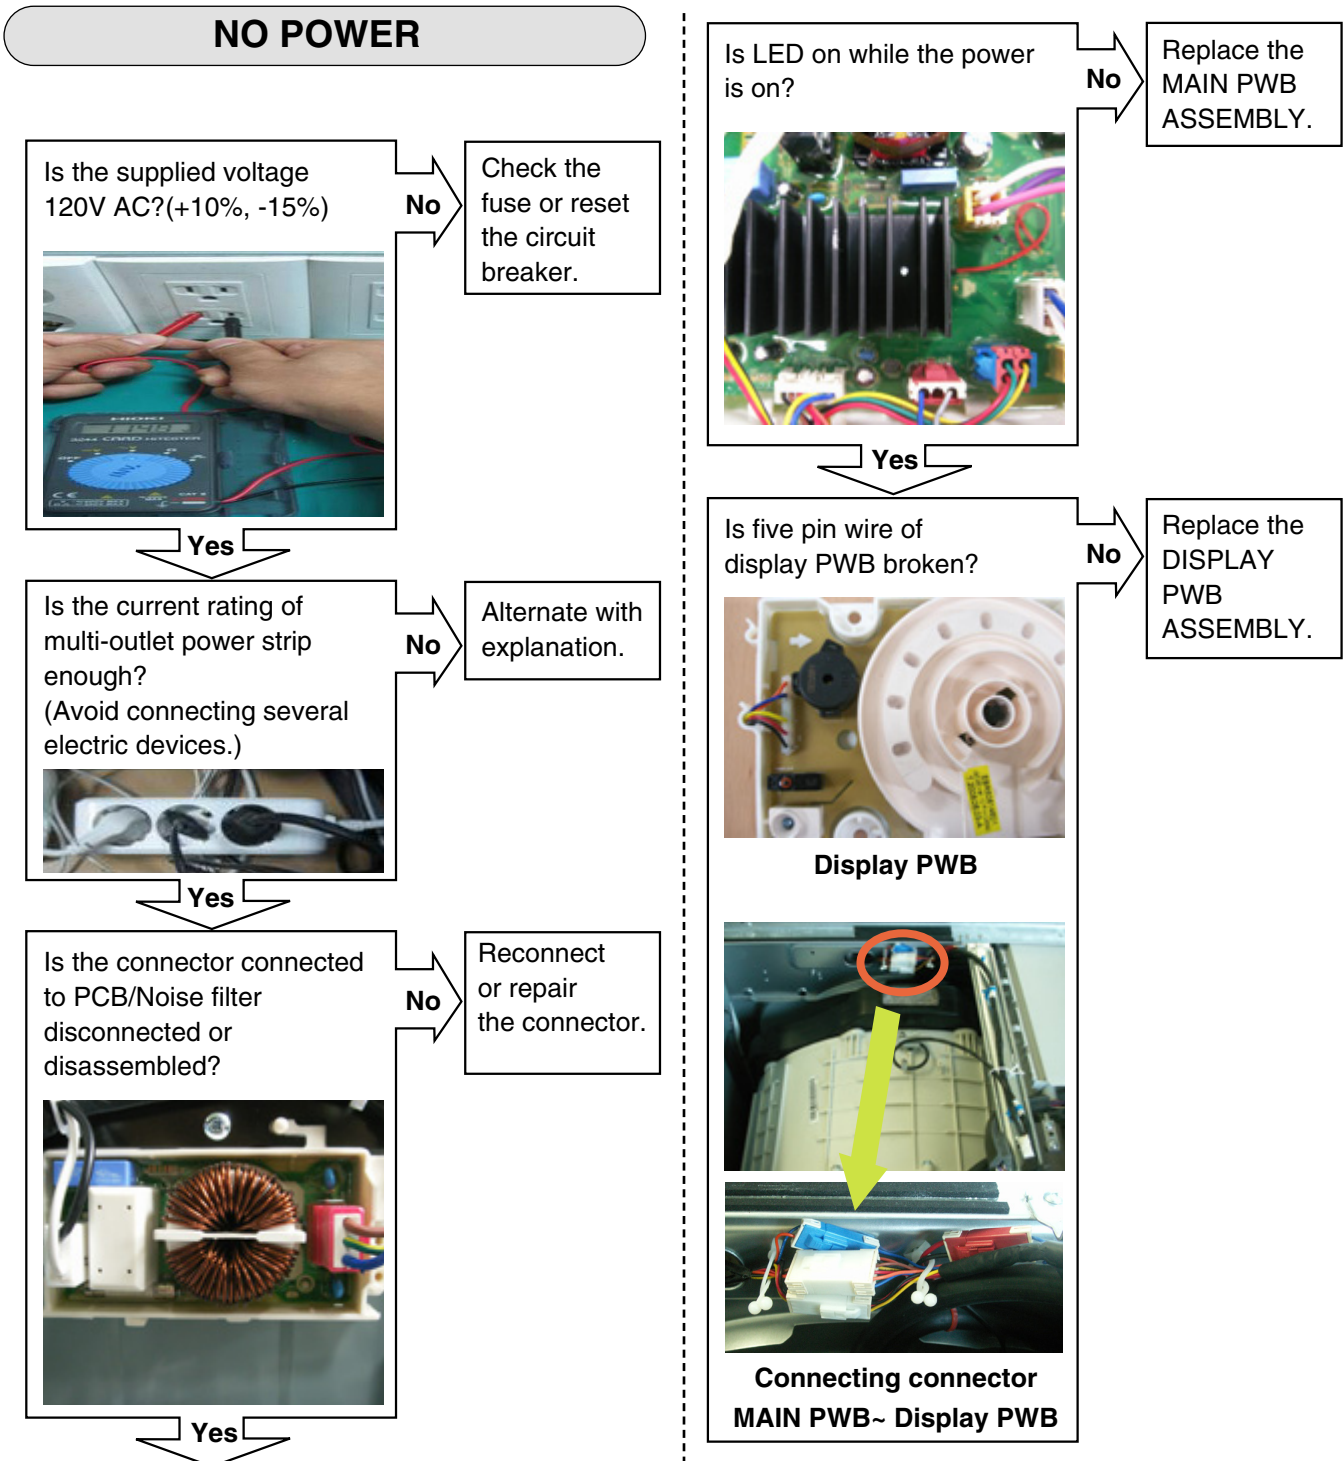 NO POWER
Is the supplied voltage
120V AC?(+10%, -15%)
No
Check the
fuse or reset
the circuit
breaker.
HIOKI
3244 CARD HiTESTER
OFF
Yes
Is the current rating of
multi-outlet power strip
enough?
(Avoid connecting several
electric devices.)
No
Alternate with
explanation.
Yes
Is the connector connected
to PCB/Noise filter
disconnected or
disassembled?
No
Reconnect
or repair
the connector.
Yes
Is LED on while the power
is on?
No
Replace the
MAIN PWB
ASSEMBLY.
Yes
Is five pin wire of
display PWB broken?
No
Replace the
DISPLAY
PWB
ASSEMBLY.
Display PWB
Connecting connector
MAIN PWB~ Display PWB